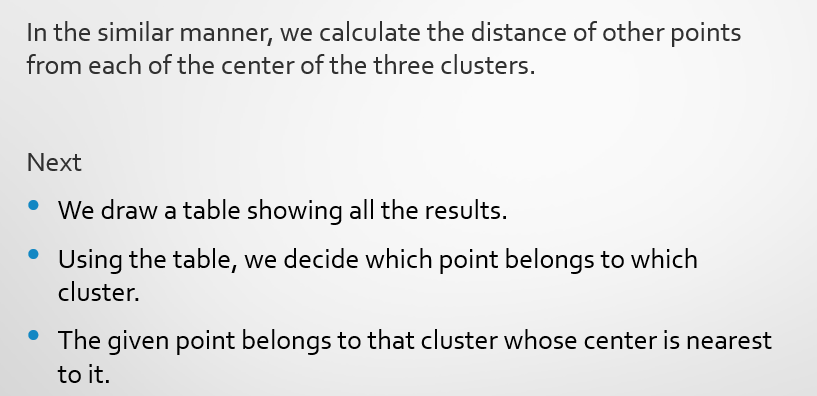 In the similar manner, we calculate the distance of other points
from each of the center of the three clusters.
Next
• We draw a table showing all the results.
• Using the table, we decide which point belongs to which
cluster.
• The given point belongs to that cluster whose center is nearest
to it.